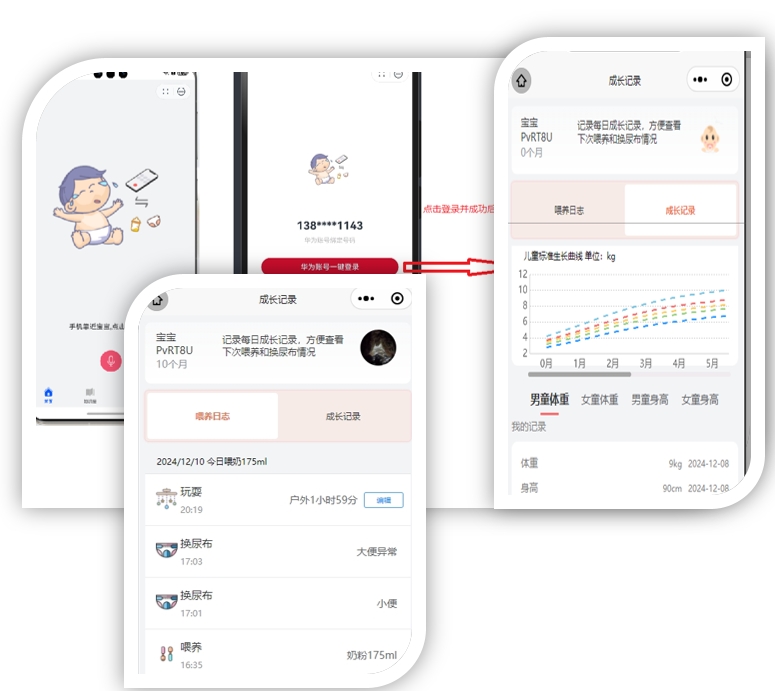 手机靠近宝宝,点击
138****1143
华为账号绑定号码
华为账号一键登录
点击登录并成功后
成长记录
宝宝
PvRT8U
0个月
记录每日成长记录，方便查看
下次喂养和换尿布情况
喂养日志
成长记录
儿童标准生长曲线 单位：kg
12
10
8
6
4
2
0月 1月 2月 3月 4月 5月
男童体重 女童体重 男童身高 女童身高
我的记录
体重 9kg 2024-12-08
身高 90cm 2024-12-08
成长记录
宝宝
PvRT8U
10个月
记录每日成长记录，方便查看
下次喂养和换尿布情况
喂养日志
成长记录
2024/12/10 今日喂奶175ml
玩耍
20:19
户外1小时59分
编辑
换尿布
17:03
大便异常
换尿布
17:01
小便
喂养
16:35
奶粉175ml